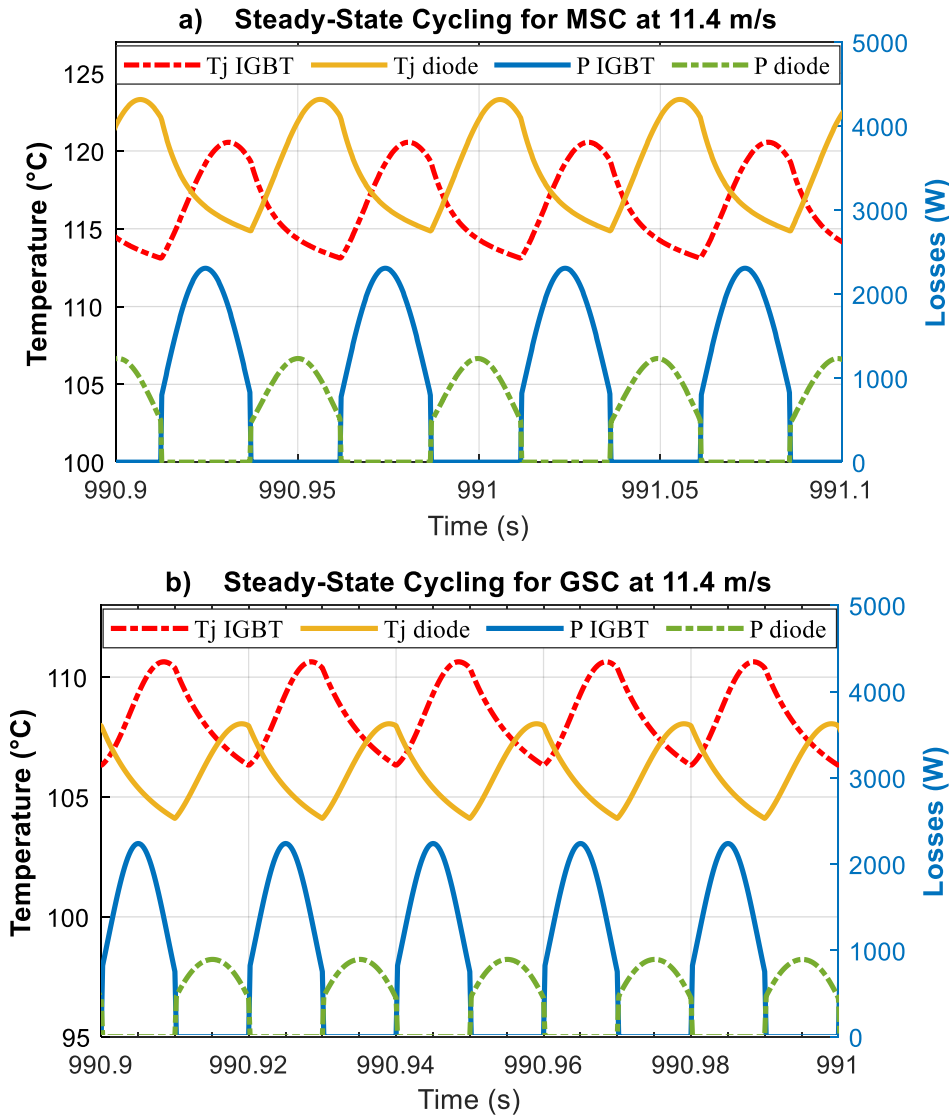 a) Steady-State Cycling for MSC at 11.4 m/s
Tj IGBT Tj diode P IGBT P diode
Temperature (°C)
125
120
115
110
105
100
5000
4000
3000
2000
1000
0
Losses (W)
990.9 990.95 991 991.05 991.1
Time (s)
b) Steady-State Cycling for GSC at 11.4 m/s
Tj IGBT Tj diode P IGBT P diode
Temperature (°C)
110
105
100
95
5000
4000
3000
2000
1000
0
Losses (W)
990.9 990.92 990.94 990.96 990.98 991
Time (s)